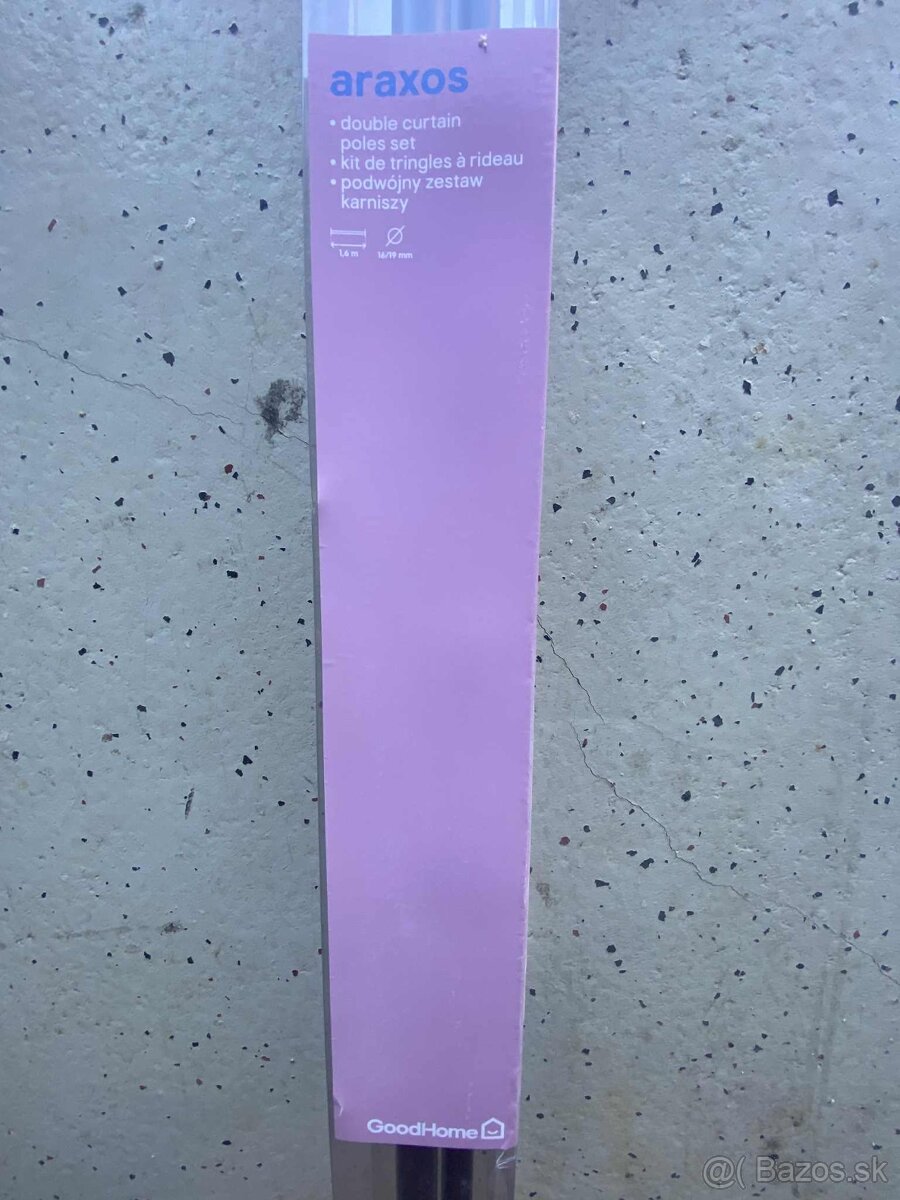 araxos
• double curtain
poles set
• kit de tringles à rideau
• podwójny zestaw
karniszy
1,6 m 16/19 mm
GoodHome
@( Bazos.sk